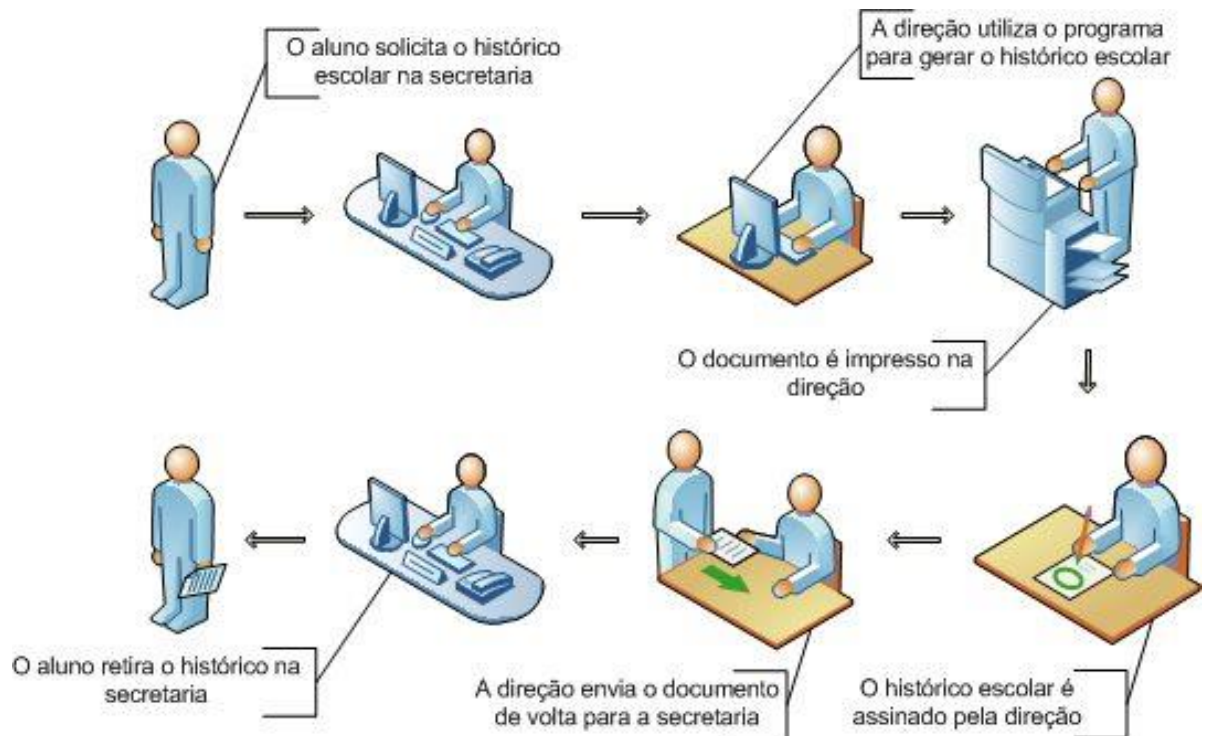 O aluno solicita o histórico
escolar na secretaria
A direção utiliza o programa
para gerar o histórico escolar
O documento é impresso na
direção
O histórico escolar é
assinado pela direção
A direção envia o documento
de volta para a secretaria
O aluno retira o histórico na
secretaria